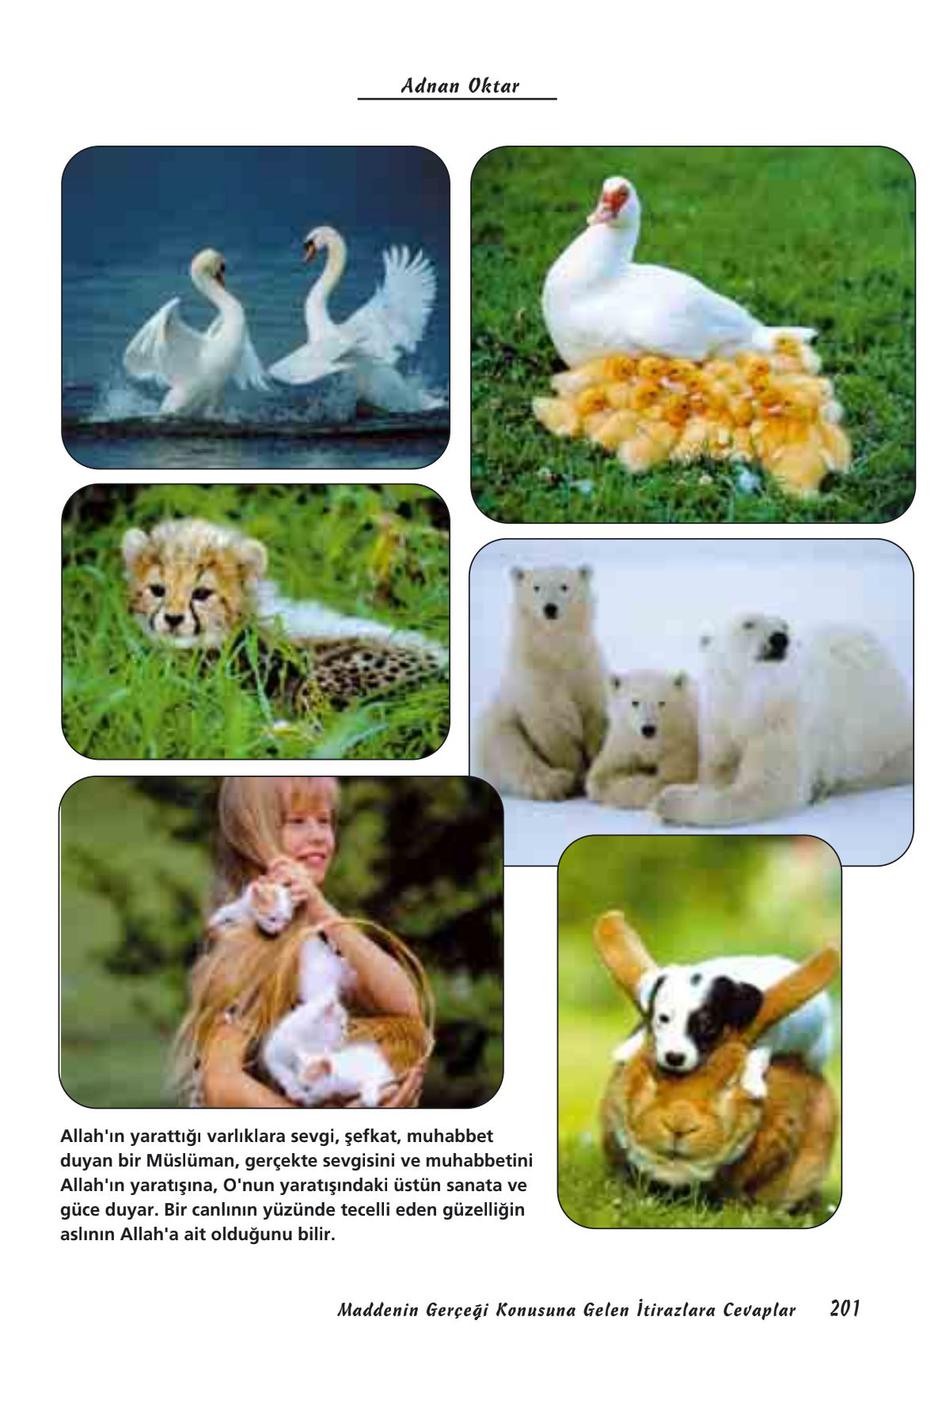 Adnan Oktar
Allah'ın yarattığı varlıklara sevgi, şefkat, muhabbet
duyan bir Müslüman, gerçekte sevgisini ve muhabbetini
Allah'ın yaratışına, O'nun yaratışındaki üstün sanata ve
güce duyar. Bir canlının yüzünde tecelli eden güzelliğin
aslının Allah'a ait olduğunu bilir.
Maddenin Gerçeği Konusuna Gelen İtirazlara Cevaplar 201